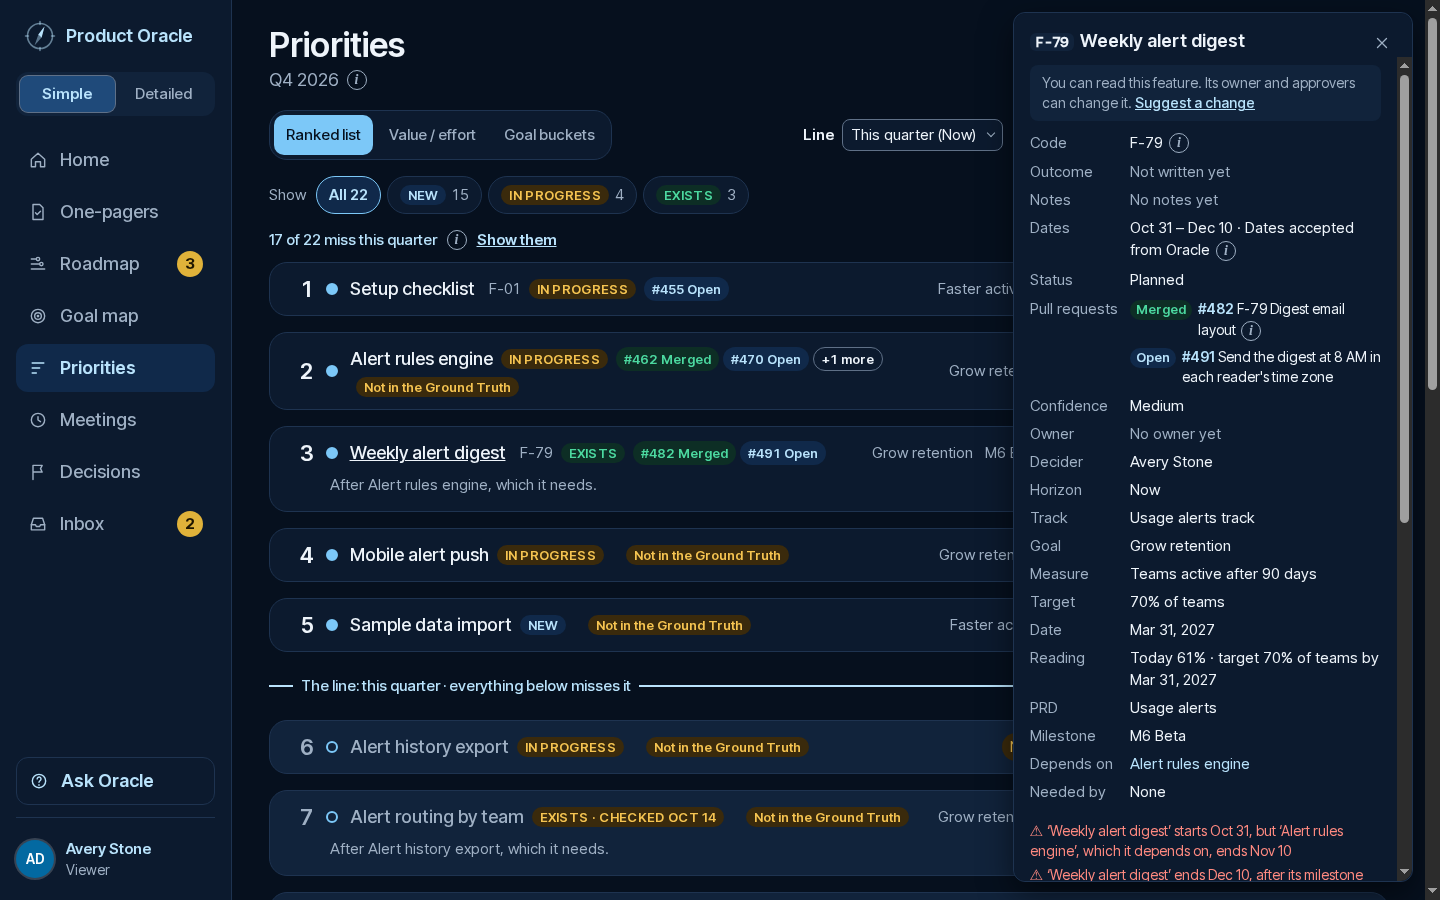 Product Oracle
Simple
Detailed
Home
One-pagers
Roadmap
3
Goal map
Priorities
Meetings
Decisions
Inbox
2
Ask Oracle
AD
Avery Stone
Viewer
Priorities
Q4 2026 i
Ranked list
Value / effort
Goal buckets
Line This quarter (Now)
Show
All 22
NEW 15
IN PROGRESS 4
EXISTS 3
17 of 22 miss this quarter i Show them
1 Setup checklist F-01 IN PROGRESS #455 Open
2 Alert rules engine IN PROGRESS #462 Merged #470 Open +1 more
Not in the Ground Truth
3 Weekly alert digest F-79 EXISTS #482 Merged #491 Open Grow retention M6
After Alert rules engine, which it needs.
4 Mobile alert push IN PROGRESS Not in the Ground Truth Grow
5 Sample data import NEW Not in the Ground Truth Faster
The line: this quarter · everything below misses it
6 Alert history export IN PROGRESS Not in the Ground Truth
7 Alert routing by team EXISTS · CHECKED OCT 14 Not in the Ground Truth Grow
After Alert history export, which it needs.
F-79 Weekly alert digest
You can read this feature. Its owner and approvers
can change it. Suggest a change
Code F-79 i
Outcome Not written yet
Notes No notes yet
Dates Oct 31 – Dec 10 · Dates accepted
from Oracle i
Status Planned
Pull requests Merged #482 F-79 Digest email
layout i
Open #491 Send the digest at 8 AM in
each reader's time zone
Confidence Medium
Owner No owner yet
Decider Avery Stone
Horizon Now
Track Usage alerts track
Goal Grow retention
Measure Teams active after 90 days
Target 70% of teams
Date Mar 31, 2027
Reading Today 61% · target 70% of teams by
Mar 31, 2027
PRD Usage alerts
Milestone M6 Beta
Depends on Alert rules engine
Needed by None
⚠ ‘Weekly alert digest’ starts Oct 31, but ‘Alert rules
engine’, which it depends on, ends Nov 10
⚠ ‘Weekly alert digest’ ends Dec 10, after its milestone